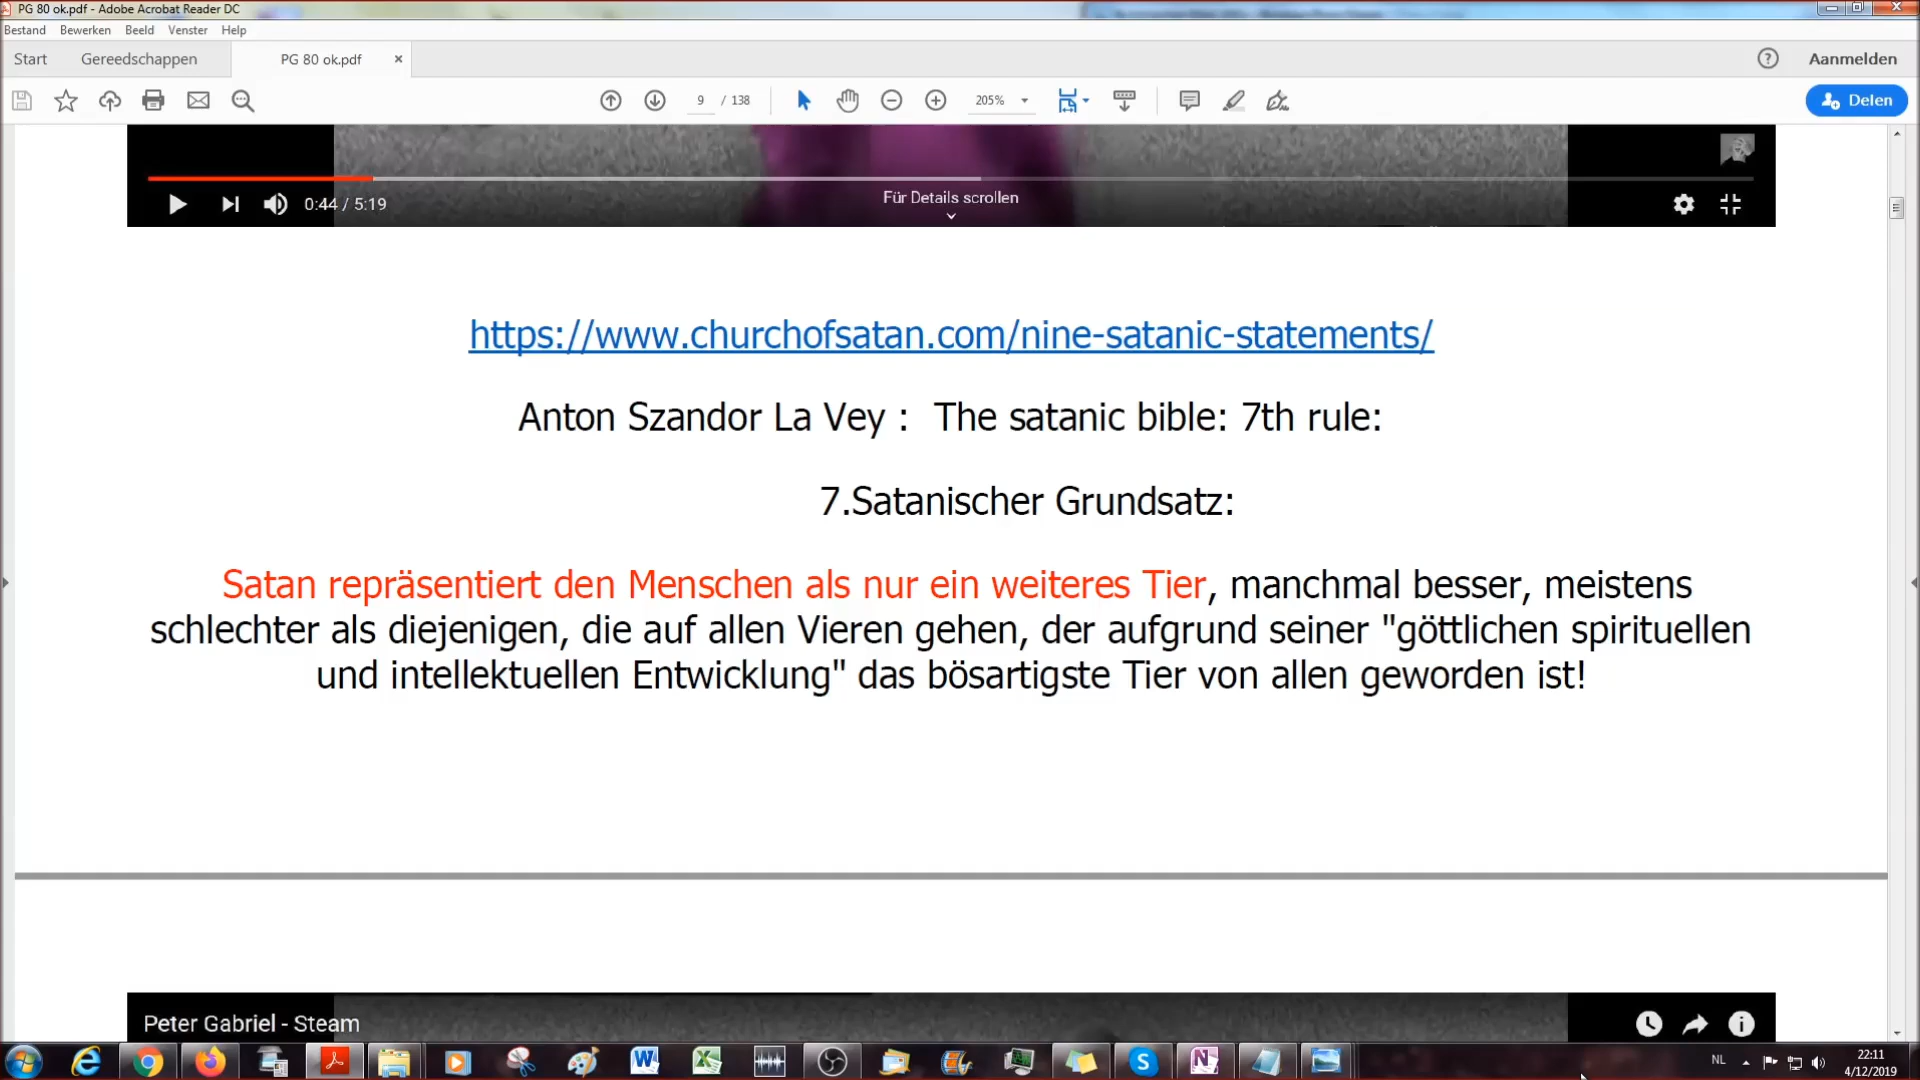 PG 80 ok.pdf - Adobe Acrobat Reader DC
Bestand Bewerken Beeld Venster Help
Start Gereedschappen PG 80 ok.pdf × ? Aanmelden
9 / 138 205% Delen
Für Details scrollen
0:44 / 5:19
https://www.churchofsatan.com/nine-satanic-statements/
Anton Szandor La Vey : The satanic bible: 7th rule:
7.Satanischer Grundsatz:
Satan repräsentiert den Menschen als nur ein weiteres Tier, manchmal besser, meistens
schlechter als diejenigen, die auf allen Vieren gehen, der aufgrund seiner "göttlichen spirituellen
und intellektuellen Entwicklung" das bösartigste Tier von allen geworden ist!
Peter Gabriel - Steam
NL 22:11
4/12/2019